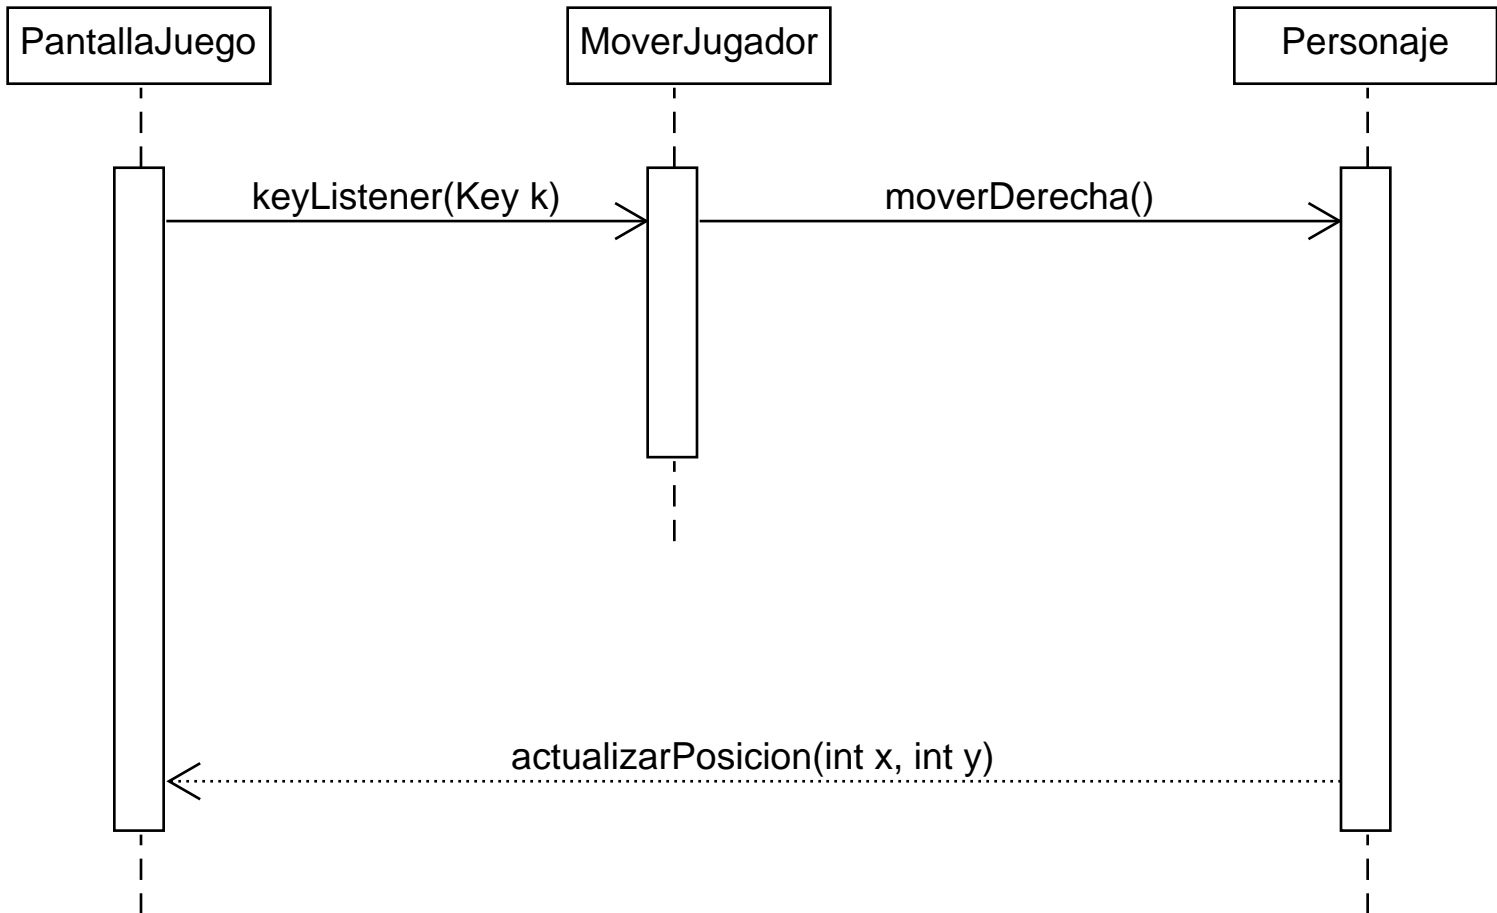 PantallaJuego
MoverJugador
Personaje
keyListener(Key k)
moverDerecha()
actualizarPosicion(int x, int y)